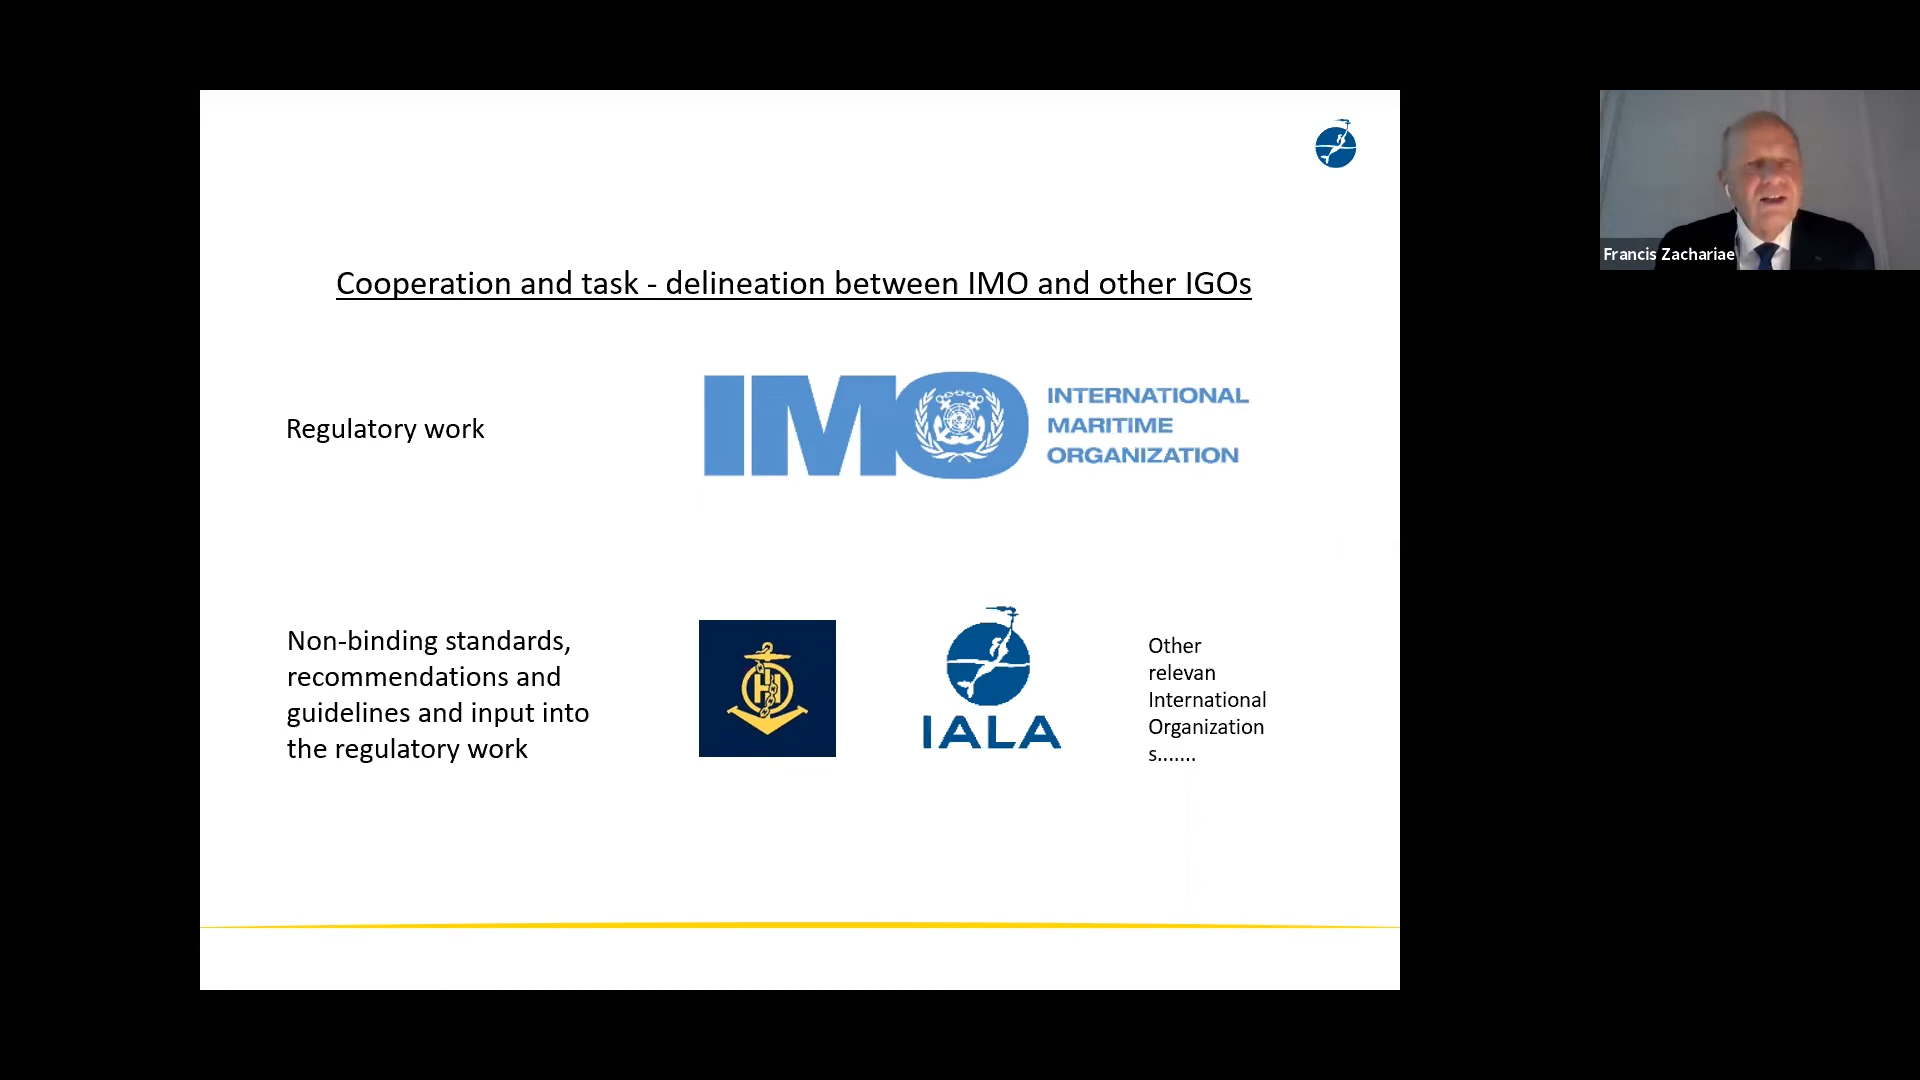 Cooperation and task - delineation between IMO and other IGOs
Regulatory work
IMO
INTERNATIONAL
MARITIME
ORGANIZATION
Non-binding standards,
recommendations and
guidelines and input into
the regulatory work
IALA
Other
relevan
International
Organization
s.......
Francis Zachariae